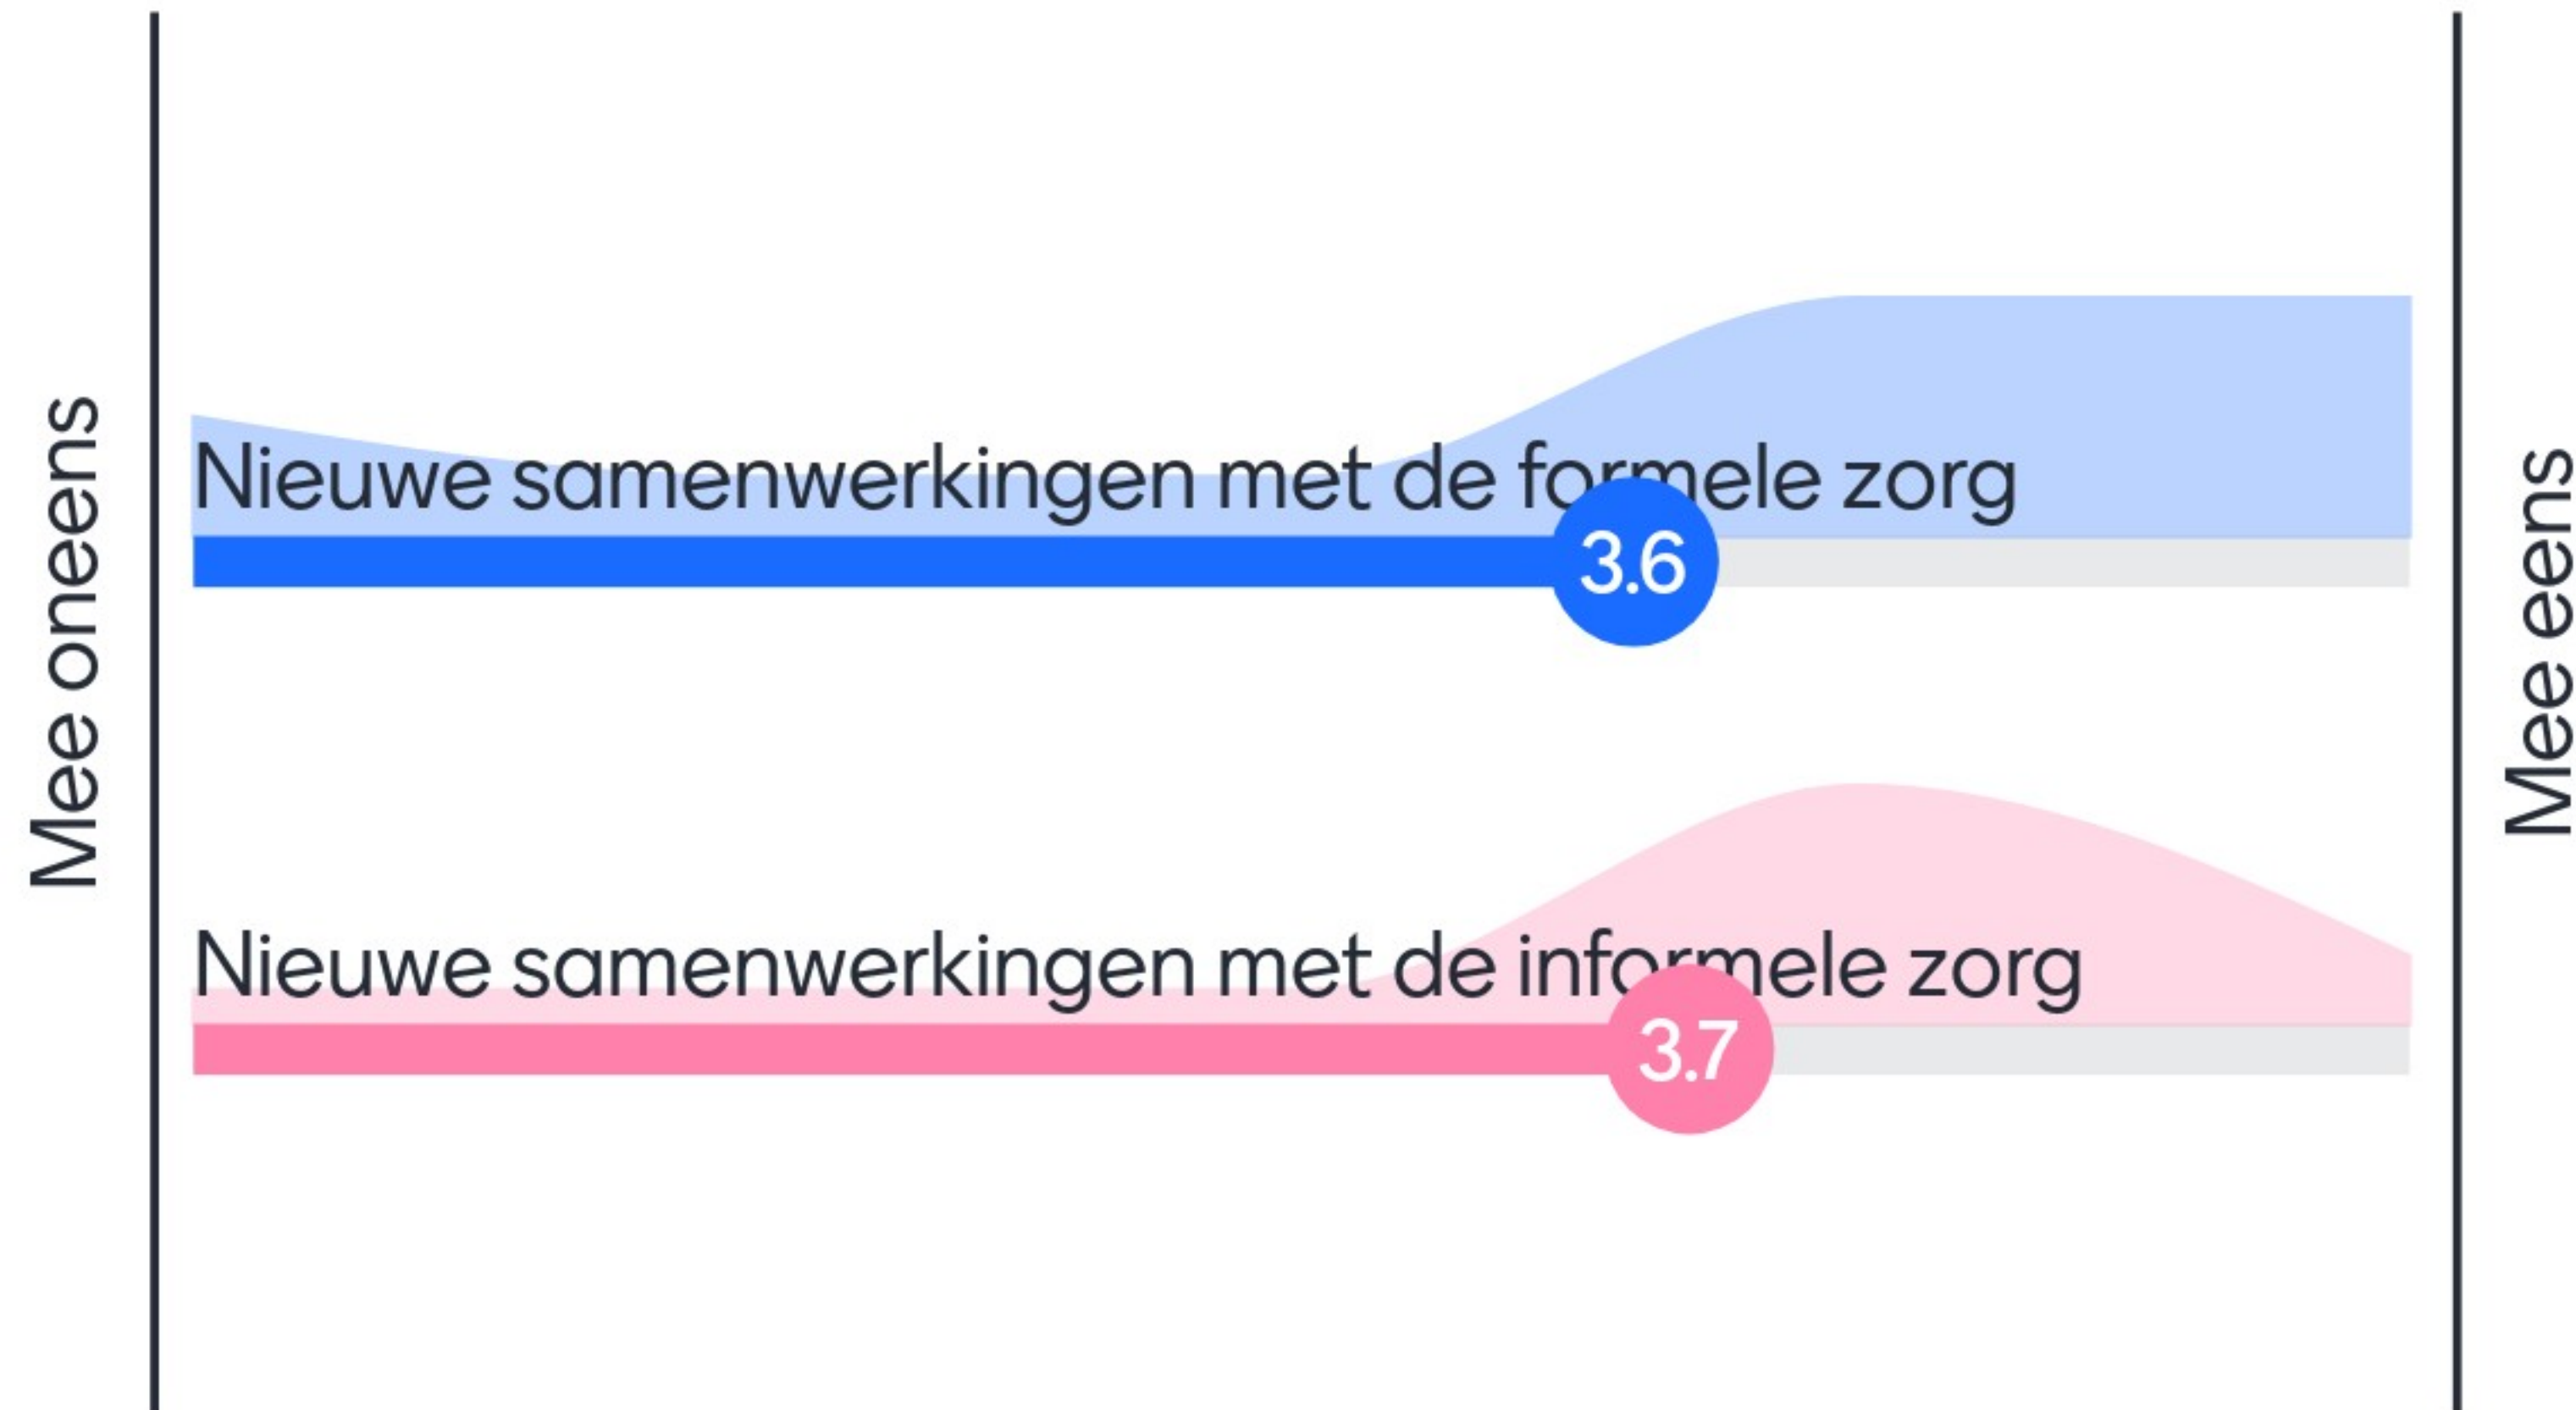 Mee oneens
Nieuwe samenwerkingen met de formele zorg
3.6
Nieuwe samenwerkingen met de informele zorg
3.7
Mee eens